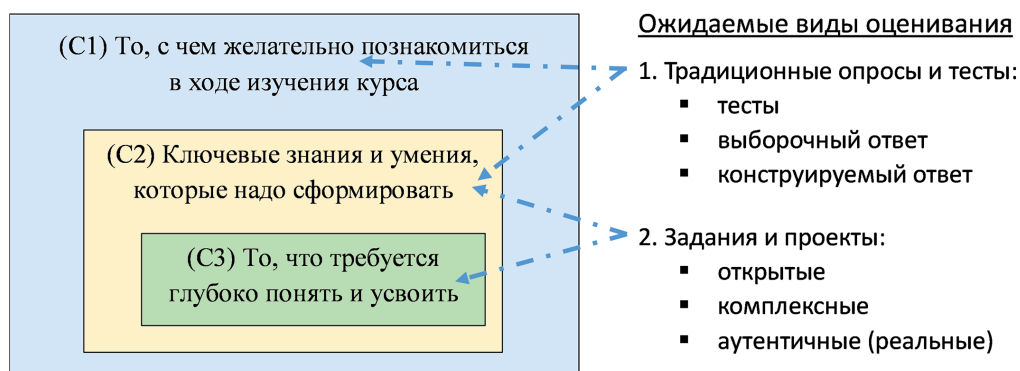 (С1) То, с чем желательно познакомиться
в ходе изучения курса
(С2) Ключевые знания и умения,
которые надо сформировать
(С3) То, что требуется
глубоко понять и усвоить
Ожидаемые виды оценивания
1. Традиционные опросы и тесты:
▪ тесты
▪ выборочный ответ
▪ конструируемый ответ
2. Задания и проекты:
▪ открытые
▪ комплексные
▪ аутентичные (реальные)